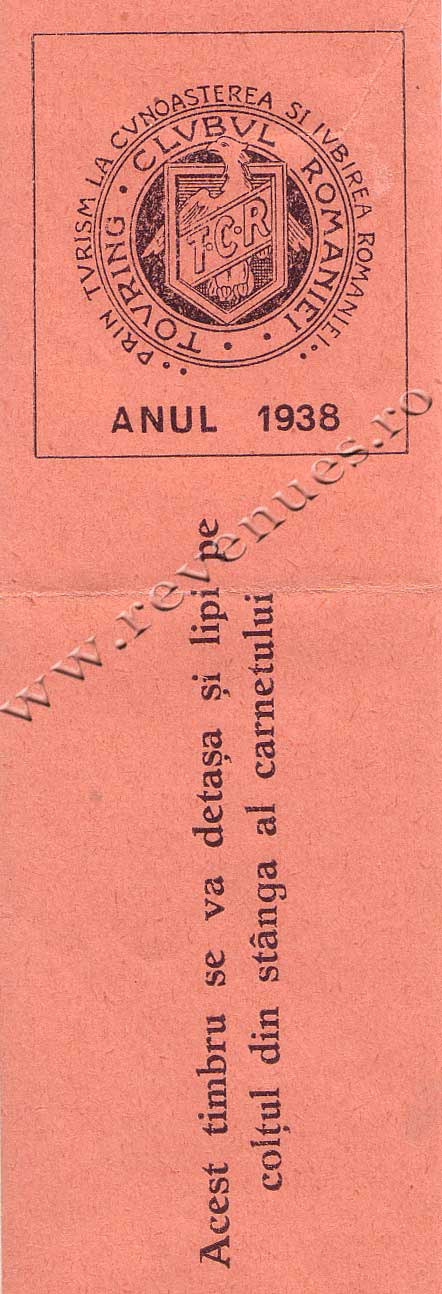 PRIN TVRISM LA CVNOASTEREA SI IVBIREA ROMANIEI
TOVRING · CLVBVL ROMANIEI
T·C·R
ANUL 1938
Acest timbru se va detașa și lipi pe
colțul din stânga al carnetului
www.revenues.ro